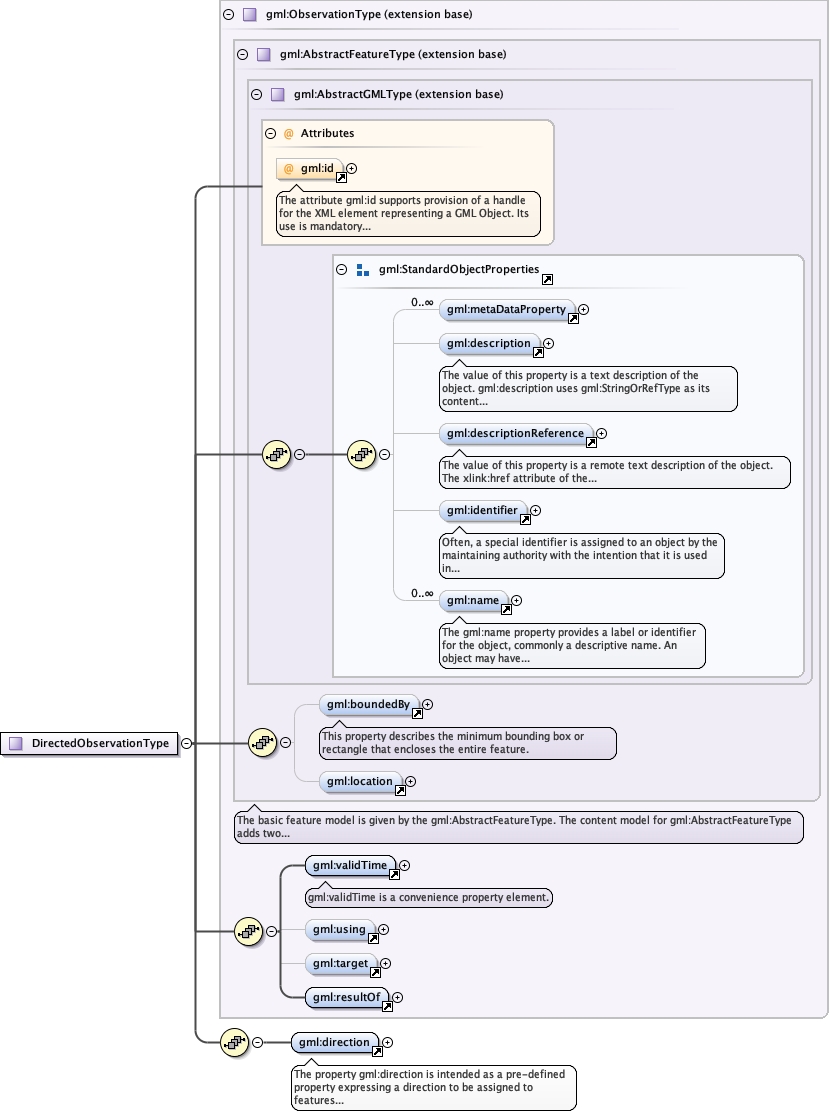 gml:ObservationType (extension base)
gml:AbstractFeatureType (extension base)
gml:AbstractGMLType (extension base)
@ Attributes
@ gml:id
The attribute gml:id supports provision of a handle
for the XML element representing a GML Object. Its
use is mandatory...
gml:StandardObjectProperties
0..∞
gml:metaDataProperty
gml:description
The value of this property is a text description of the
object. gml:description uses gml:StringOrRefType as its
content...
gml:descriptionReference
The value of this property is a remote text description of the object.
The xlink:href attribute of the...
gml:identifier
Often, a special identifier is assigned to an object by the
maintaining authority with the intention that it is used
in...
0..∞
gml:name
The gml:name property provides a label or identifier
for the object, commonly a descriptive name. An
object may have...
gml:boundedBy
This property describes the minimum bounding box or
rectangle that encloses the entire feature.
DirectedObservationType
gml:location
The basic feature model is given by the gml:AbstractFeatureType. The content model for gml:AbstractFeatureType
adds two...
gml:validTime
gml:validTime is a convenience property element.
gml:using
gml:target
gml:resultOf
gml:direction
The property gml:direction is intended as a pre-defined
property expressing a direction to be assigned to
features...